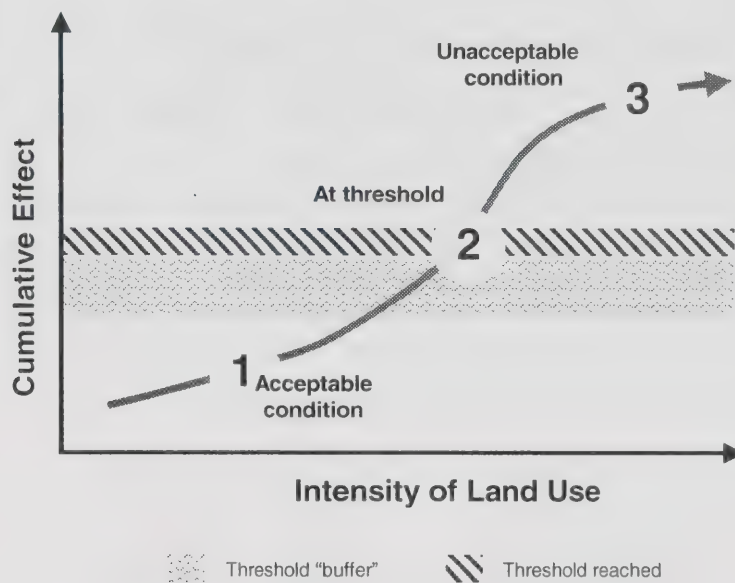 Unacceptable
condition
3
At threshold
2
1
Acceptable
condition
Cumulative Effect
Intensity of Land Use
Threshold "buffer"
Threshold reached